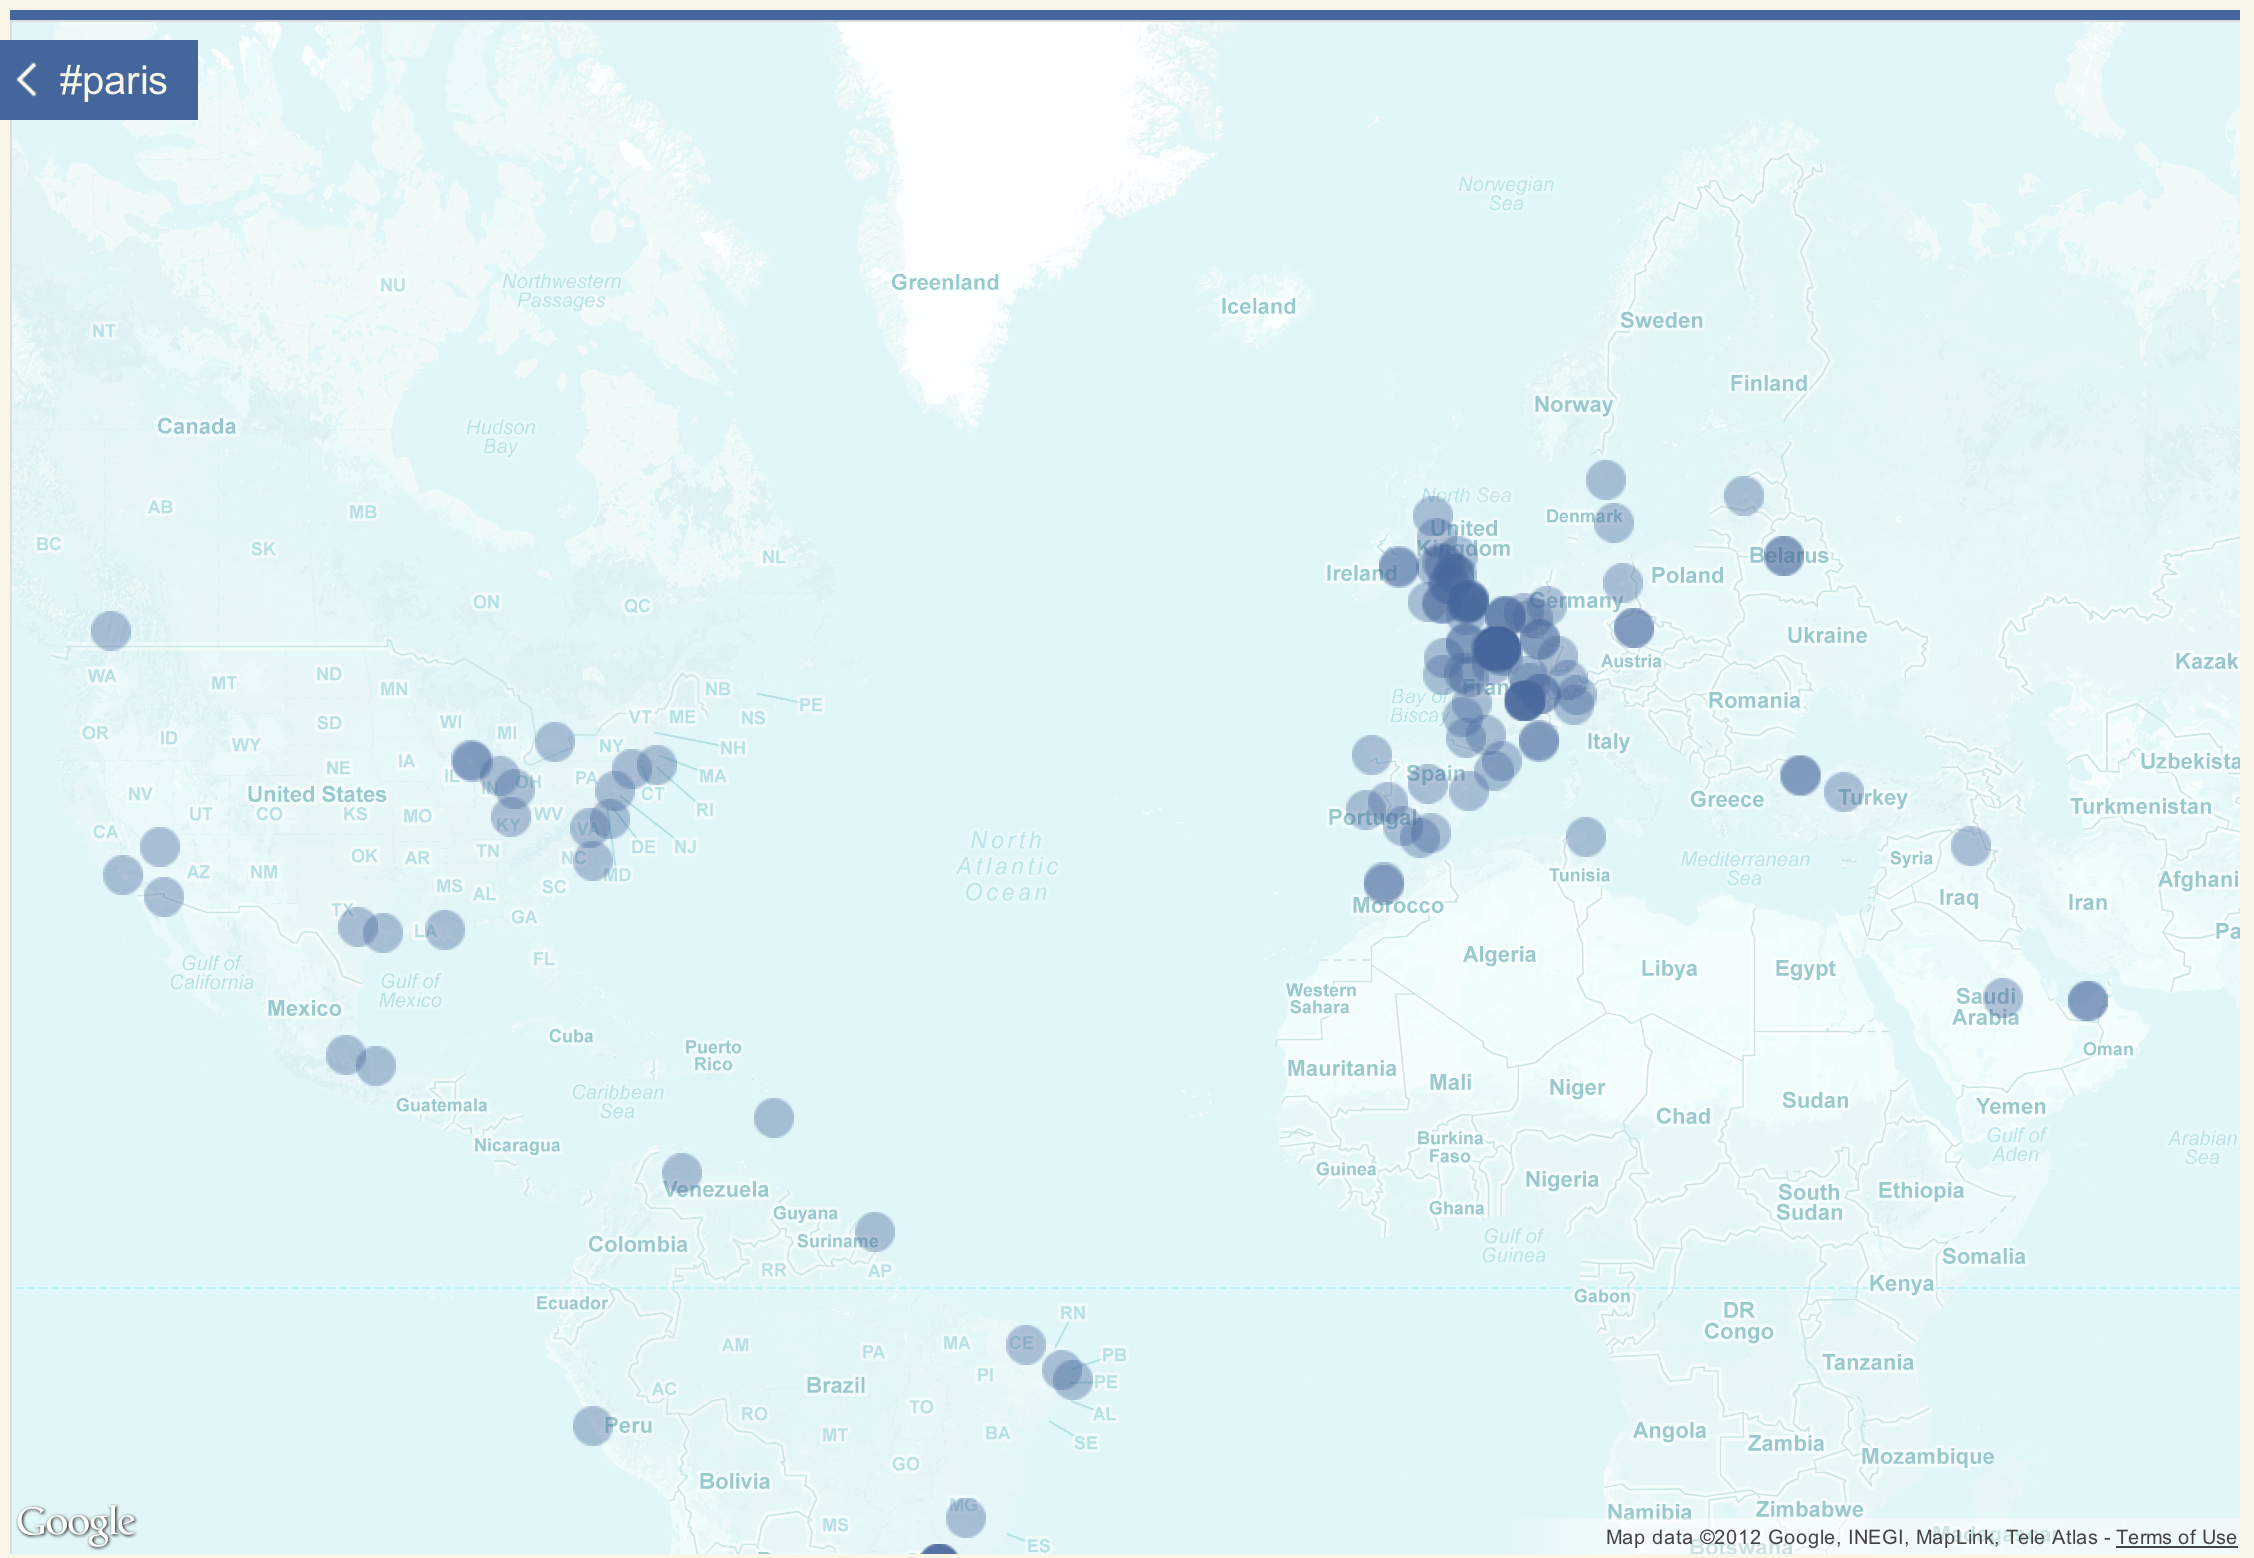 #paris
Norwegian
Sea
NU
Northwestern
Passages
Greenland
Iceland
NT
Sweden
Finland
Norway
Canada
Hudson
Bay
AB
MB
BC
SK
NL
North Sea
United
Kingdom
Denmark
Ireland
Belarus
Poland
ON
QC
Germany
Ukraine
WA
MT
ND
MN
NB
PE
Austria
Kazak
OR
ID
WY
SD
WI
MI
VT
ME
NS
Bay of
Biscay
Fran
Romania
NH
NY
Italy
NE
IA
IL
IN
OH
PA
MA
CT
RI
Spain
Uzbekista
NV
United States
UT
CO
KS
MO
KY
WV
VA
Greece
Turkey
Turkmenistan
Portugal
CA
AZ
NM
OK
AR
TN
NC
DE
NJ
MD
North
Atlantic
Ocean
Tunisia
Mediterranean
Sea
Syria
Iraq
Iran
Afghani
MS
AL
SC
GA
TX
LA
FL
Morocco
Pa
Gulf of
California
Gulf of
Mexico
Algeria
Libya
Egypt
Western
Sahara
Mexico
Saudi
Arabia
Cuba
Puerto
Rico
Oman
Mauritania
Mali
Niger
Chad
Sudan
Yemen
Caribbean
Sea
Guatemala
Nicaragua
Gulf of
Aden
Arabian
Sea
Burkina
Faso
Guinea
Nigeria
Ghana
South
Sudan
Ethiopia
Venezuela
Guyana
Suriname
Colombia
Gulf of
Guinea
Somalia
RR
AP
Kenya
Ecuador
Gabon
DR
Congo
RN
AM
PA
MA
CE
PB
PI
PE
Tanzania
Brazil
AC
RO
TO
AL
Peru
MT
BA
SE
Angola
Zambia
Mozambique
GO
Bolivia
MG
Namibia
Zimbabwe
MS
ES
Google
Madagascar
Botswana
Map data ©2012 Google, INEGI, MapLink, Tele Atlas - Terms of Use